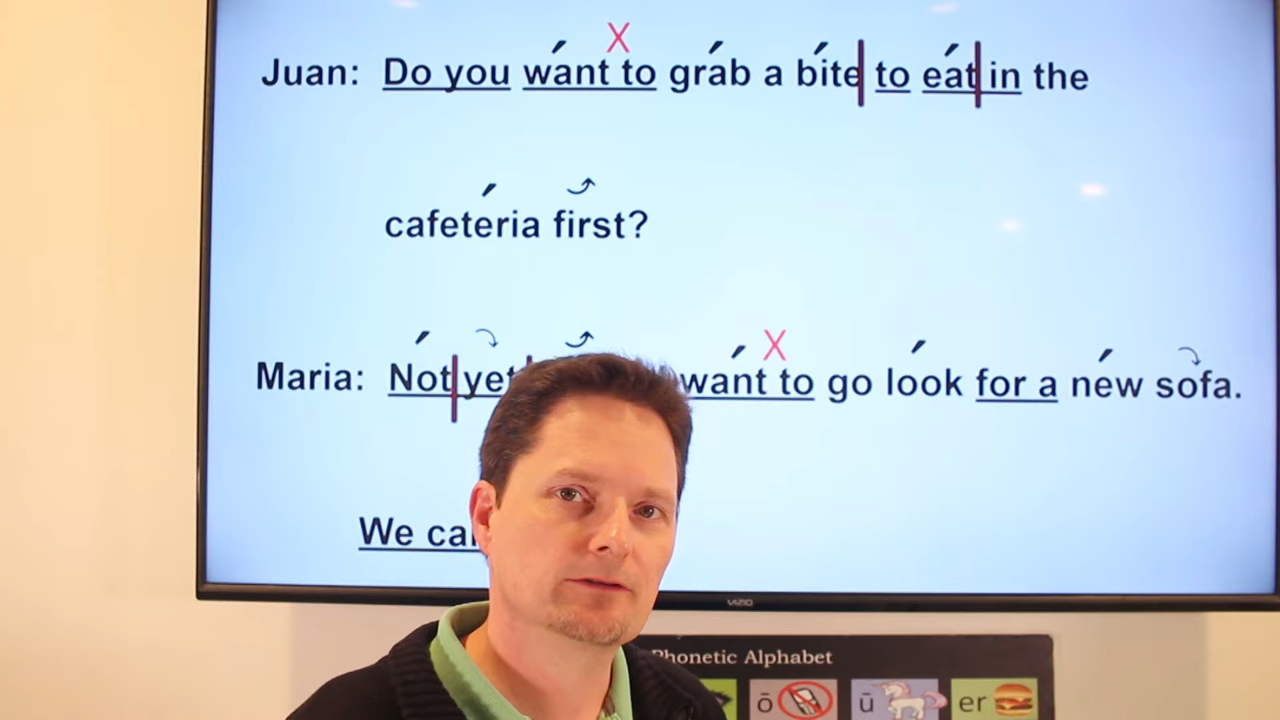 Juan: Do you want to grab a bite to eat in the
X
cafeteria first?
Maria: Not yet want to go look for a new sofa.
X
We
VIZIO
Phonetic Alphabet
ō ū er